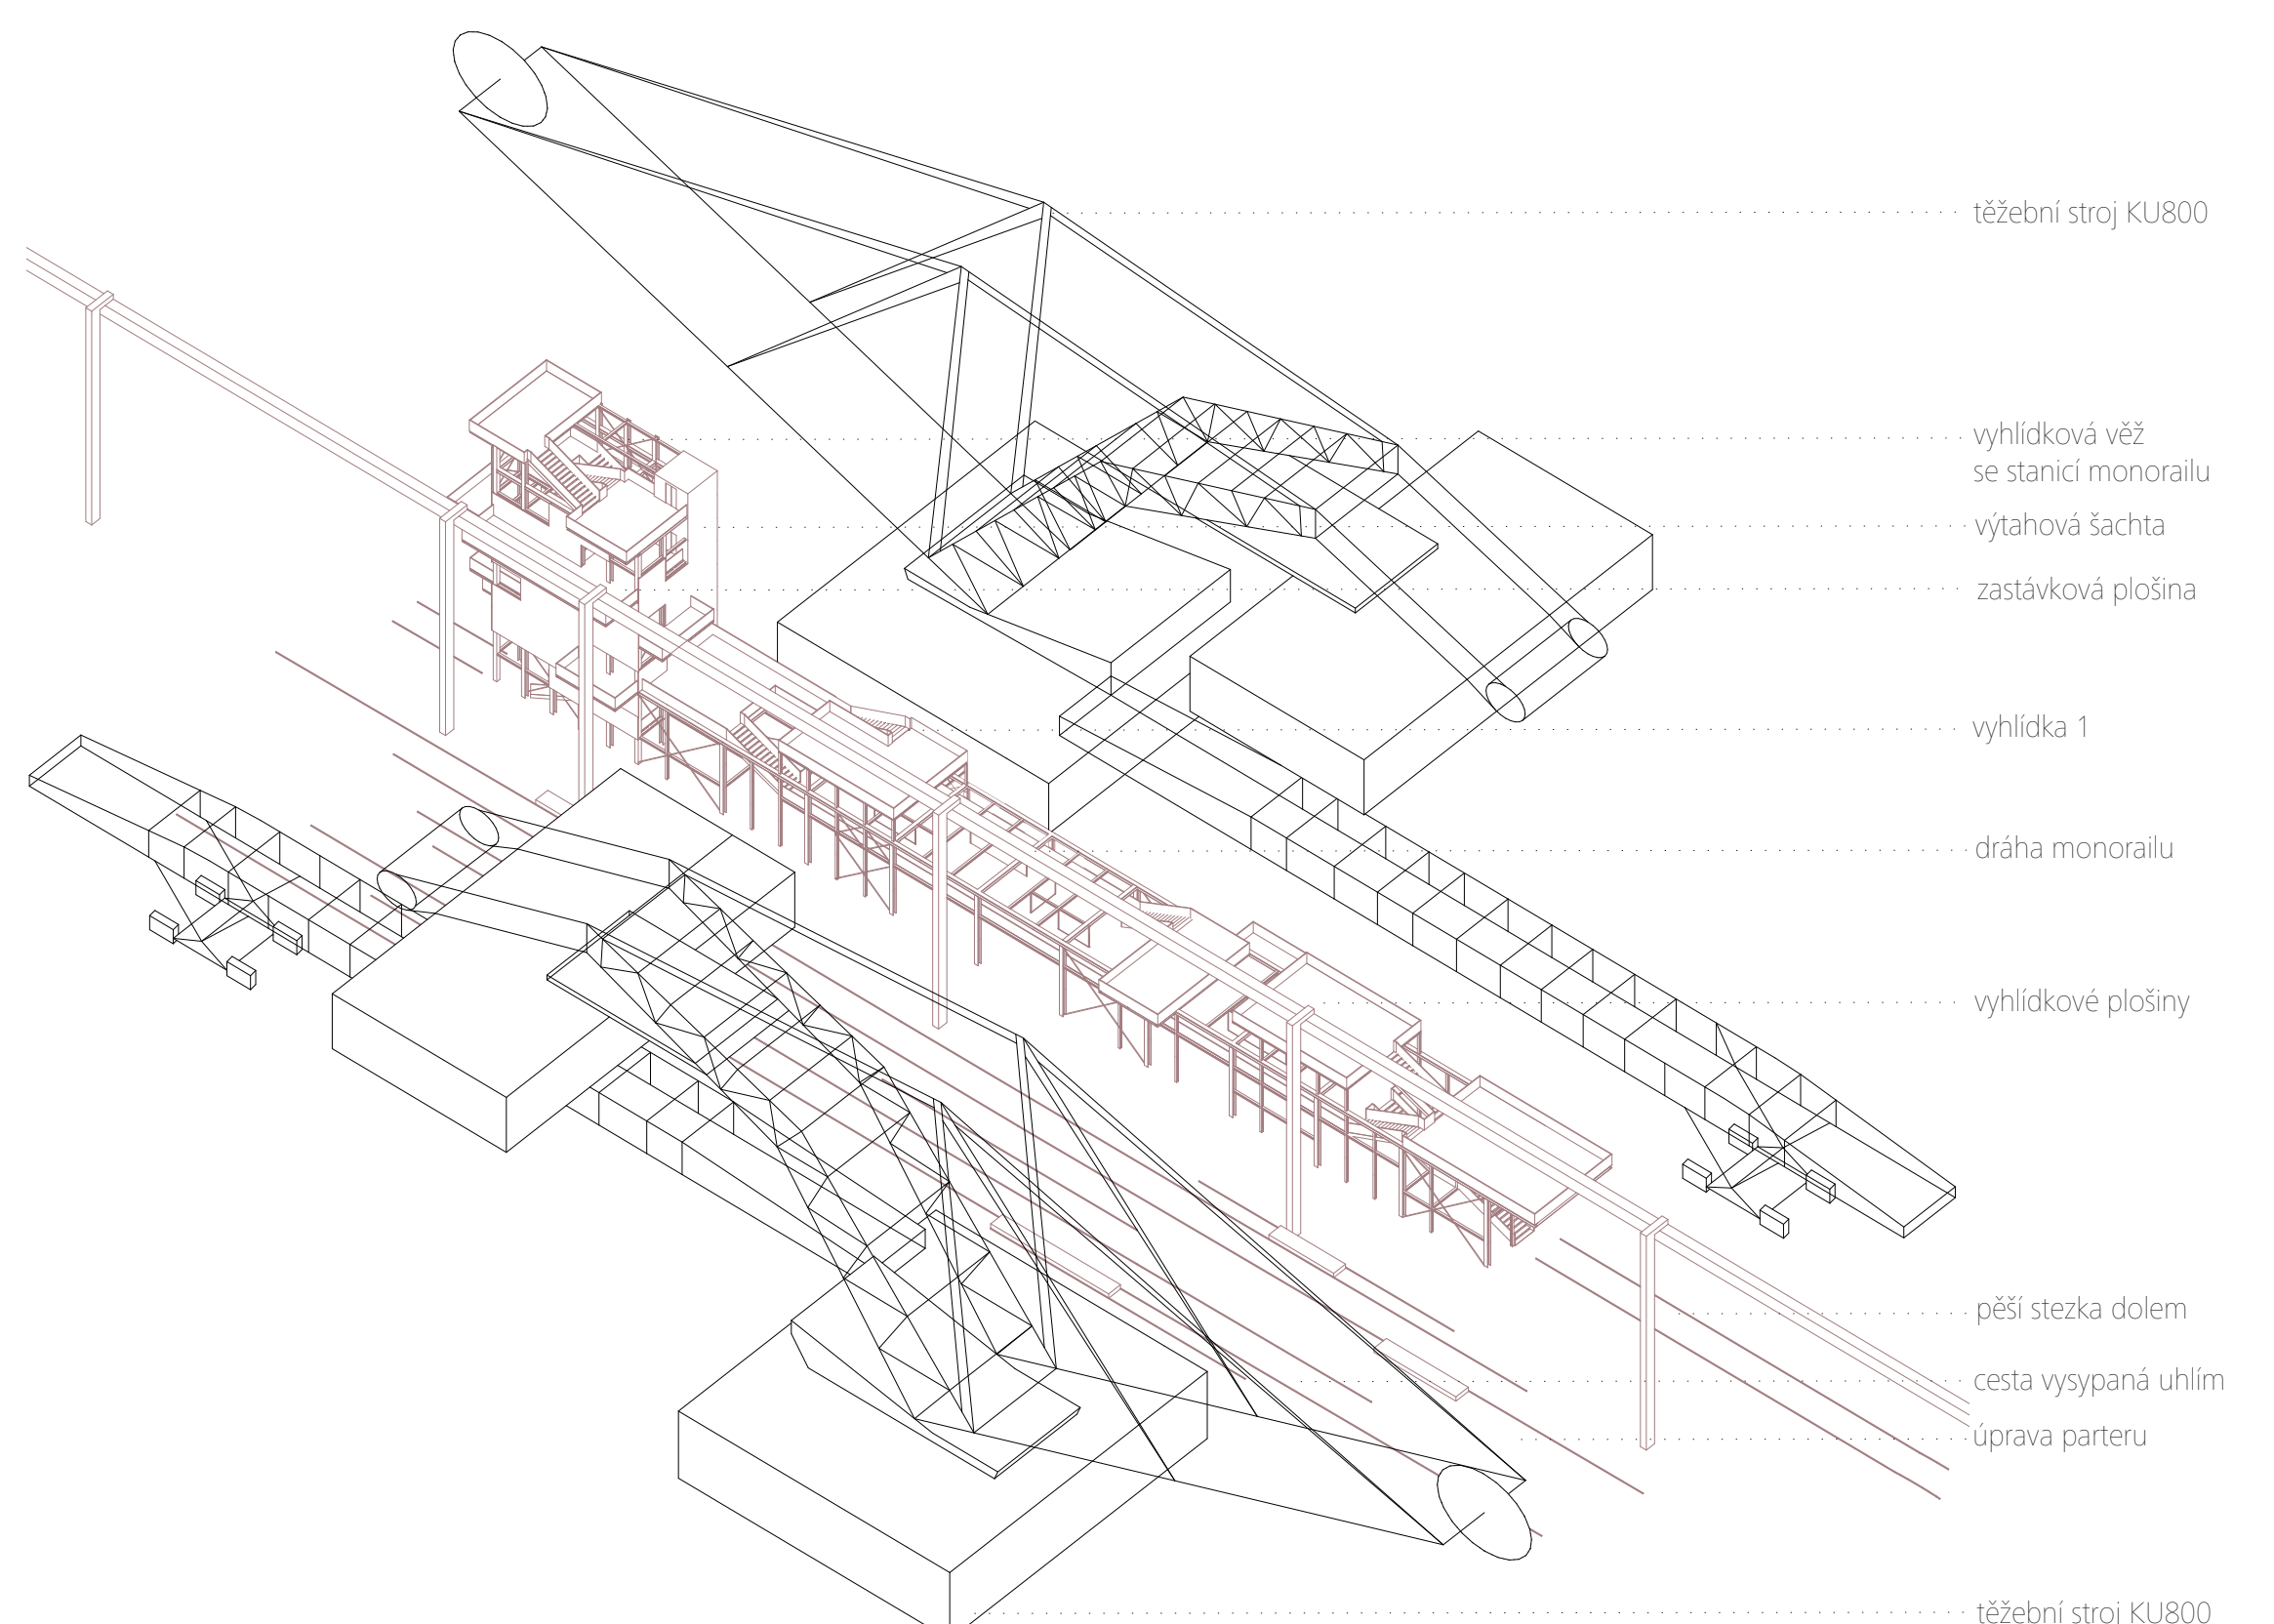 těžební stroj KU800
vyhlídková věž
se stanicí monorailu
výtahová šachta
zastávková plošina
vyhlídka 1
dráha monorailu
vyhlídkové plošiny
pěší stezka dolem
cesta vysypaná uhlím
úprava parteru
těžební stroj KU800